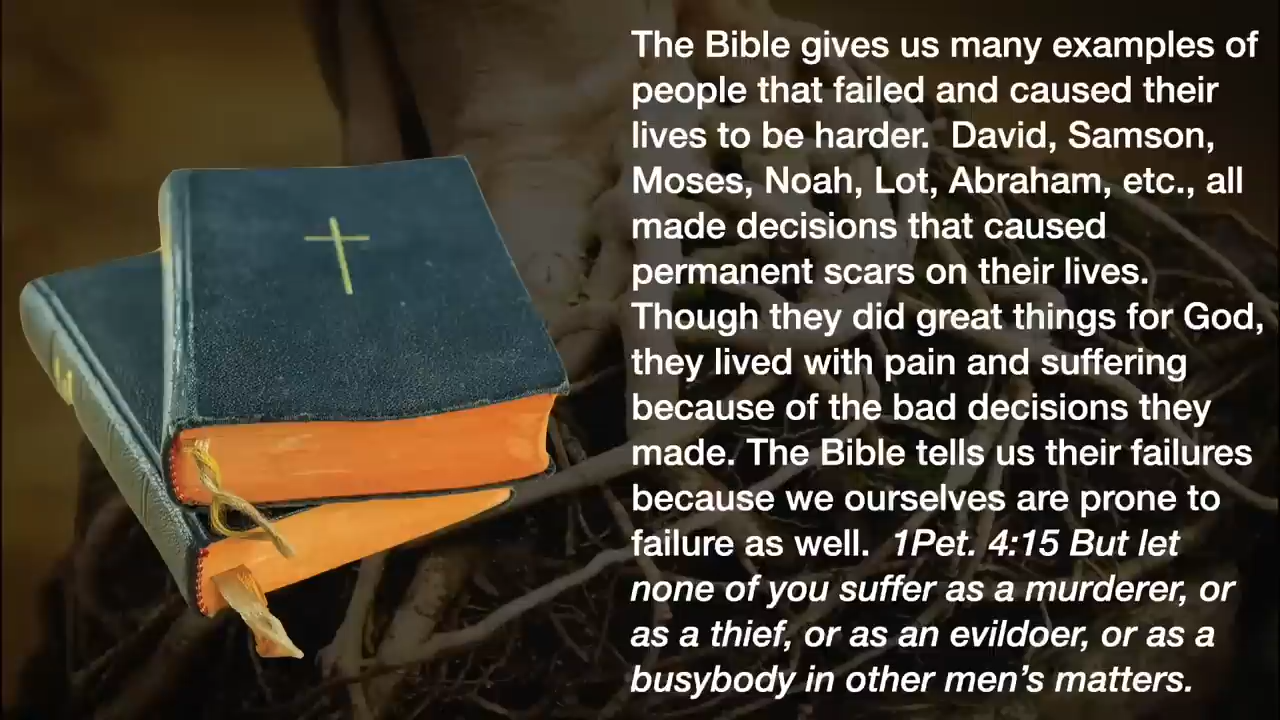 The Bible gives us many examples of
people that failed and caused their
lives to be harder.  David, Samson,
Moses, Noah, Lot, Abraham, etc., all
made decisions that caused
permanent scars on their lives.
Though they did great things for God,
they lived with pain and suffering
because of the bad decisions they
made. The Bible tells us their failures
because we ourselves are prone to
failure as well.  1Pet. 4:15 But let
none of you suffer as a murderer, or
as a thief, or as an evildoer, or as a
busybody in other men’s matters.